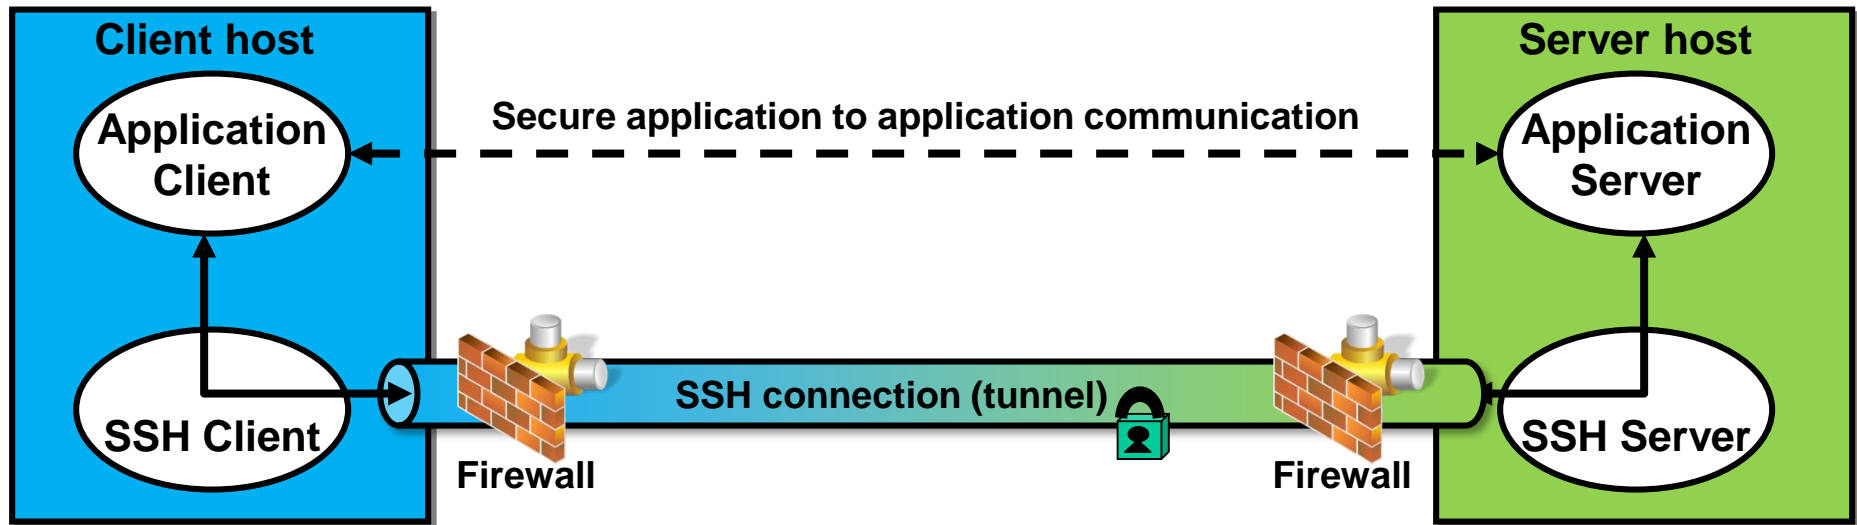 Client host
Server host
Application
Client
Secure application to application communication
Application
Server
SSH Client
SSH connection (tunnel)
SSH Server
Firewall
Firewall